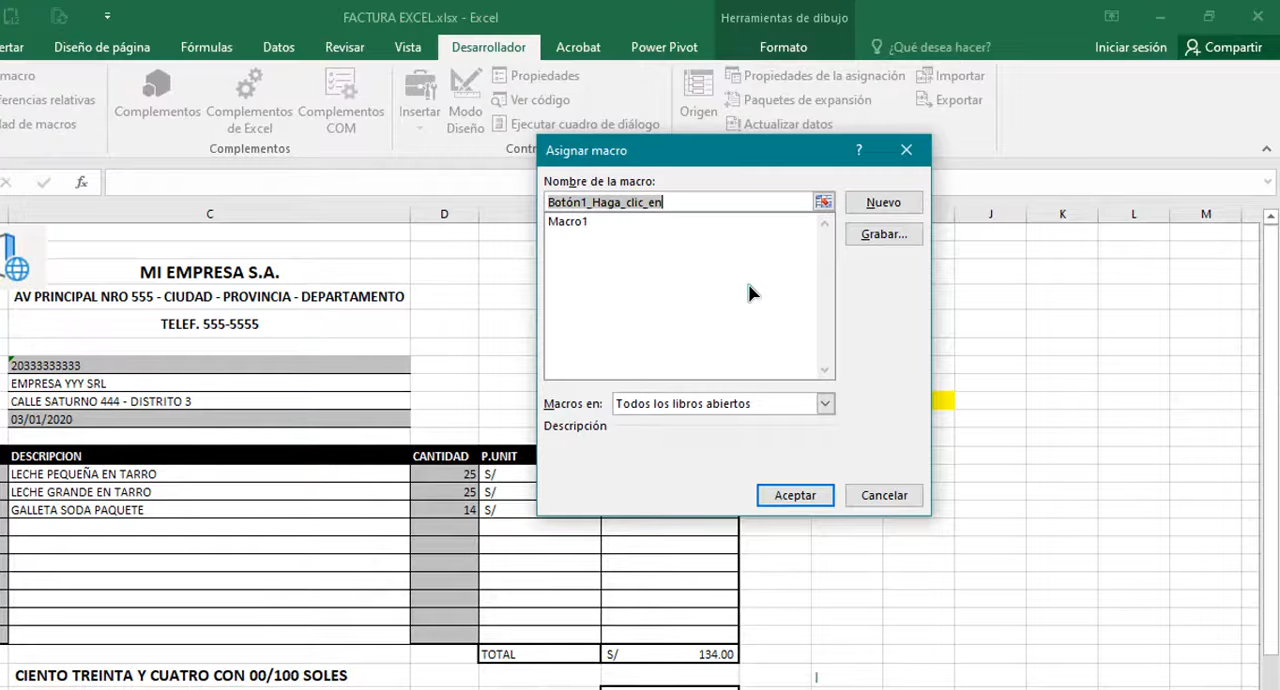 FACTURA EXCEL.xlsx - Excel
Herramientas de dibujo
ertar
Diseño de página
Fórmulas
Datos
Revisar
Vista
Desarrollador
Acrobat
Power Pivot
Formato
¿Qué desea hacer?
Iniciar sesión
Compartir
macro
ferencias relativas
dad de macros
Complementos
Complementos de Excel
Complementos COM
Complementos
Insertar
Modo Diseño
Propiedades
Ver código
Ejecutar cuadro de diálogo
Contr
Origen
Propiedades de la asignación
Paquetes de expansión
Actualizar datos
Importar
Exportar
Asignar macro
?
Nombre de la macro:
Botón1_Haga_clic_en
Macro1
Nuevo
Grabar...
Macros en:
Todos los libros abiertos
Descripción
Aceptar
Cancelar
fx
C
D
J
K
L
M
MI EMPRESA S.A.
AV PRINCIPAL NRO 555 - CIUDAD - PROVINCIA - DEPARTAMENTO
TELEF. 555-5555
20333333333
EMPRESA YYY SRL
CALLE SATURNO 444 - DISTRITO 3
03/01/2020
DESCRIPCION CANTIDAD P.UNIT
LECHE PEQUEÑA EN TARRO 25 S/
LECHE GRANDE EN TARRO 25 S/
GALLETA SODA PAQUETE 14 S/
TOTAL S/ 134.00
CIENTO TREINTA Y CUATRO CON 00/100 SOLES